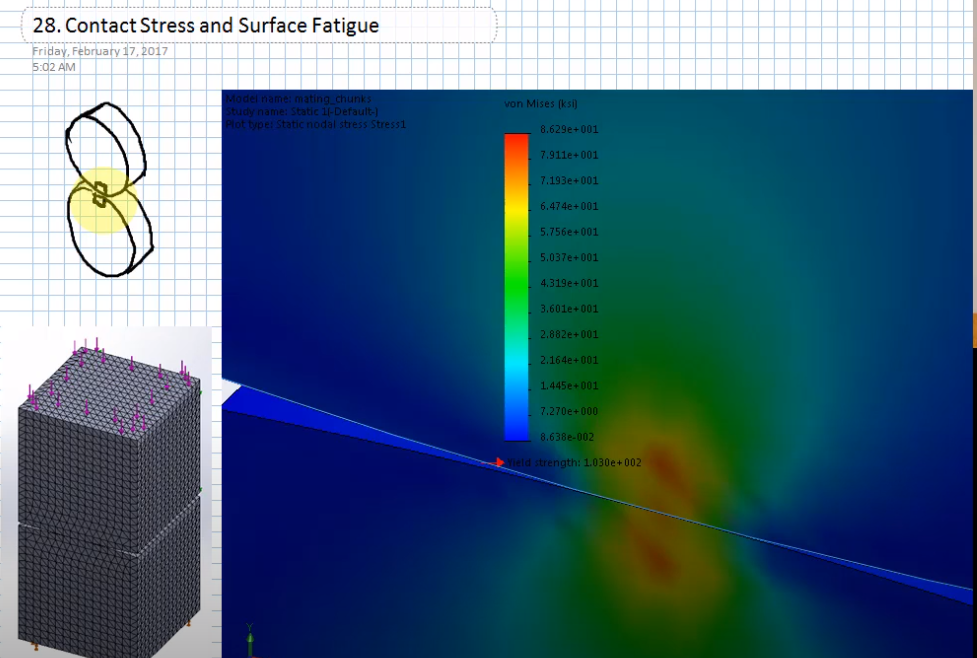 28. Contact Stress and Surface Fatigue
Friday, February 17, 2017
5:02 AM
Model name: mating_chunks
Study name: Static 1(-Default-)
Plot type: Static nodal stress Stress1
von Mises (ksi)
8.629e+001
7.911e+001
7.193e+001
6.474e+001
5.756e+001
5.037e+001
4.319e+001
3.601e+001
2.882e+001
2.164e+001
1.445e+001
7.270e+000
8.638e-002
Yield strength: 1.030e+002
Y